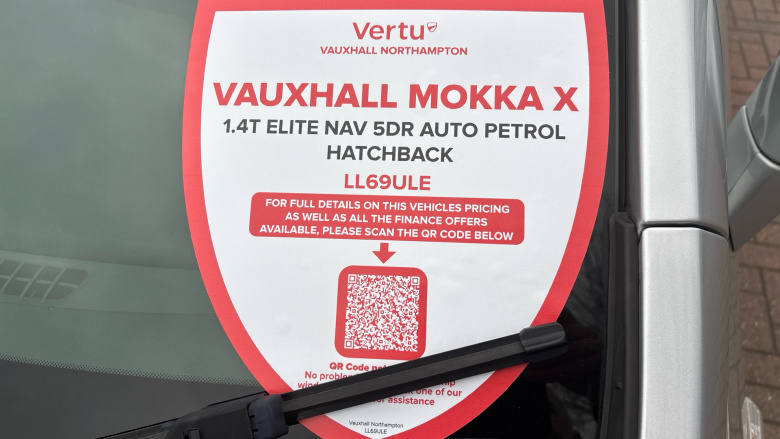 Vertu
VAUXHALL NORTHAMPTON
VAUXHALL MOKKA X
1.4T ELITE NAV 5DR AUTO PETROL
HATCHBACK
LL69ULE
FOR FULL DETAILS ON THIS VEHICLES PRICING
AS WELL AS ALL THE FINANCE OFFERS
AVAILABLE, PLEASE SCAN THE QR CODE BELOW
QR Code
No
one of our
assistance
Vauxhall Northampton
LL69ULE